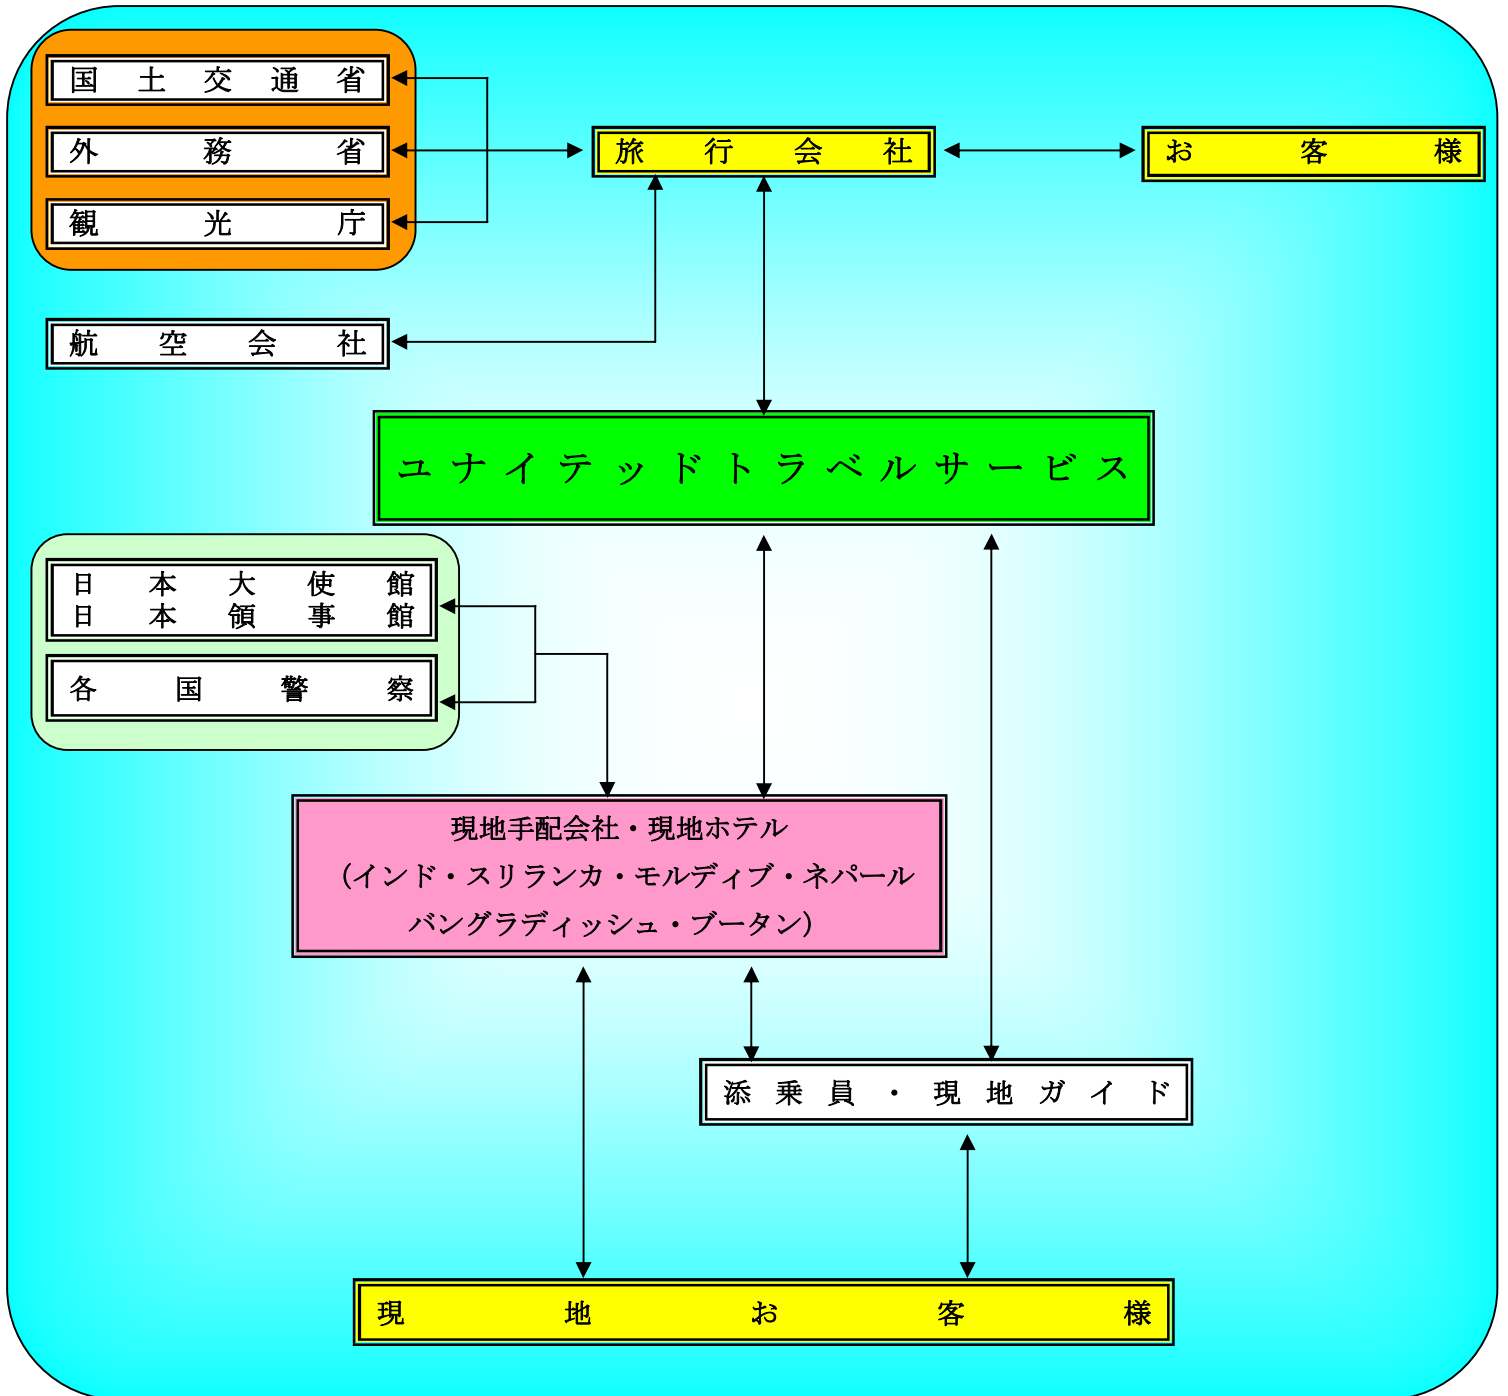 国土交通省
外務省
旅行会社
お客様
観光庁
航空会社
ユナイテッドトラベルサービス
日本大使館
日本領事館
各国警察
現地手配会社・現地ホテル
（インド・スリランカ・モルディブ・ネパール
バングラディッシュ・ブータン）
添乗員・現地ガイド
現地お客様